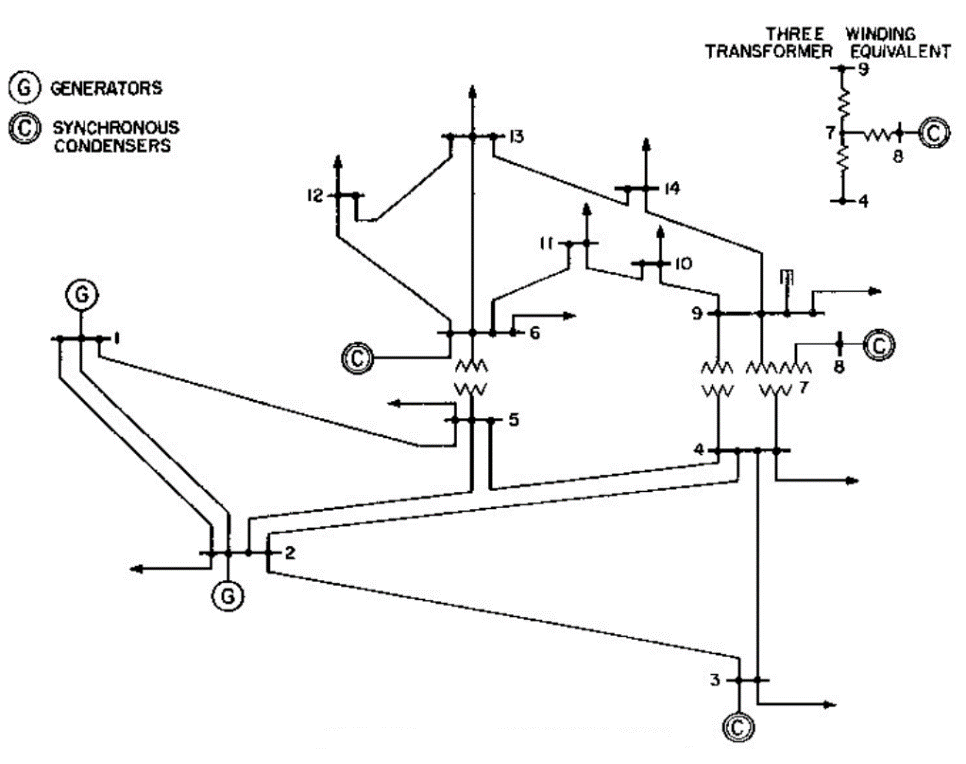 THREE WINDING
TRANSFORMER EQUIVALENT
9
7
C
8
4
G GENERATORS
C SYNCHRONOUS
CONDENSERS
13
12
14
11
10
G
9
1
6
C
8
C
7
5
4
2
G
3
C